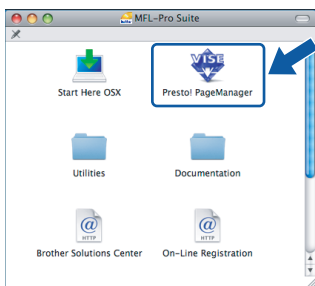 MFL-Pro Suite
VISE
Start Here OSX
Presto! PageManager
Utilities
Documentation
@
HTTP
@
HTTP
Brother Solutions Center
On-Line Registration